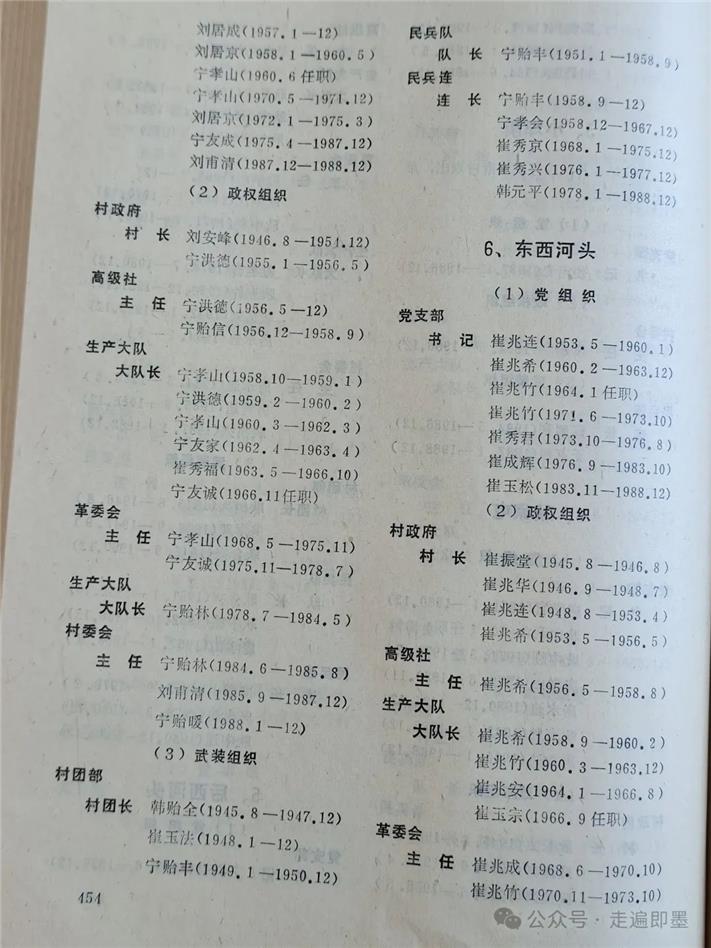 刘居成(1957.1—12)
刘居京(1958.1—1960.5)
宁孝山(1960.6任职)
宁孝山(1970.5—1971.12)
刘居京(1972.1—1975.3)
宁友成(1975.4—1987.12)
刘甫清(1987.12—1988.12)
(2)政权组织
村政府
村 长 刘安峰(1946.8—1954.12)
宁洪德(1955.1—1956.5)
高级社
主 任 宁洪德(1956.5—12)
宁贻信(1956.12—1958.9)
生产大队
大队长 宁孝山(1958.10—1959.1)
宁洪德(1959.2—1960.2)
宁孝山(1960.3—1962.3)
宁友家(1962.4—1963.4)
崔秀福(1963.5—1966.10)
宁友诚(1966.11任职)
革委会
主 任 宁孝山(1968.5—1975.11)
宁友诚(1975.11—1978.7)
生产大队
大队长 宁贻林(1978.7—1984.5)
村委会
主 任 宁贻林(1984.6—1985.8)
刘甫清(1985.9—1987.12)
宁贻暖(1988.1—12)
(3)武装组织
村团部
村团长 韩贻全(1945.8—1947.12)
崔玉法(1948.1—12)
宁贻丰(1949.1—1950.12)
454
民兵队
队 长 宁贻丰(1951.1—1958.9)
民兵连
连 长 宁贻丰(1958.9—12)
宁孝会(1958.12—1967.12)
崔秀京(1968.1—1975.12)
崔秀兴(1976.1—1977.12)
韩元平(1978.1—1988.12)
6、东西河头
(1)党组织
党支部
书 记 崔兆连(1953.5—1960.1)
崔兆希(1960.2—1963.12)
崔兆竹(1964.1任职)
崔兆竹(1971.6—1973.10)
崔秀君(1973.10—1976.8)
崔成辉(1976.9—1983.10)
崔玉松(1983.11—1988.12)
(2)政权组织
村政府
村 长 崔振堂(1945.8—1946.8)
崔兆华(1946.9—1948.7)
崔兆连(1948.8—1953.4)
崔兆希(1953.5—1956.5)
高级社
主 任 崔兆希(1956.5—1958.8)
生产大队
大队长 崔兆希(1958.9—1960.2)
崔兆竹(1960.3—1963.12)
崔兆安(1964.1—1966.8)
崔玉宗(1966.9任职)
革委会
主 任 崔兆成(1968.6—1970.10)
崔兆竹(1970.11—1973.10)
公众号·走遍即墨